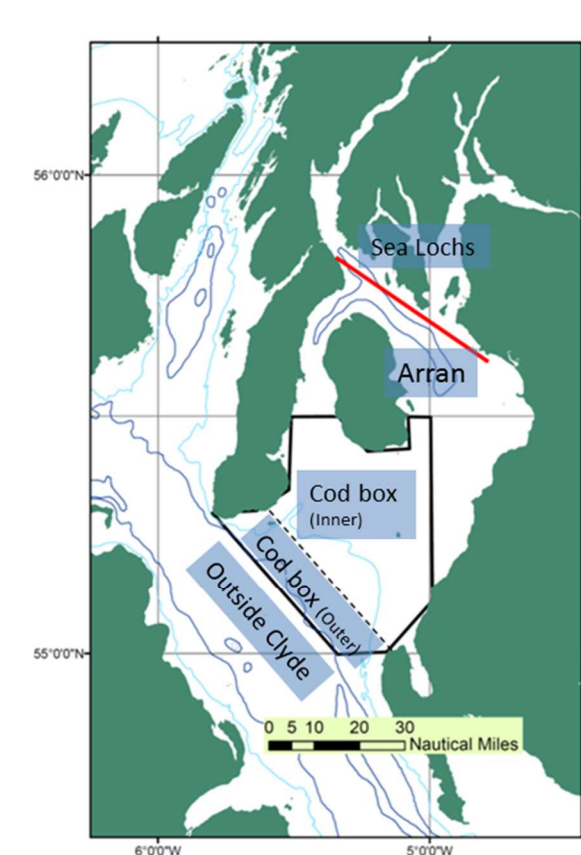 56°0'0"N
Sea Lochs
Arran
Cod box
(Inner)
Cod box (Outer)
Outside Clyde
55°0'0"N
0 5 10 20 30
Nautical Miles
6°0'0"W 5°0'0"W